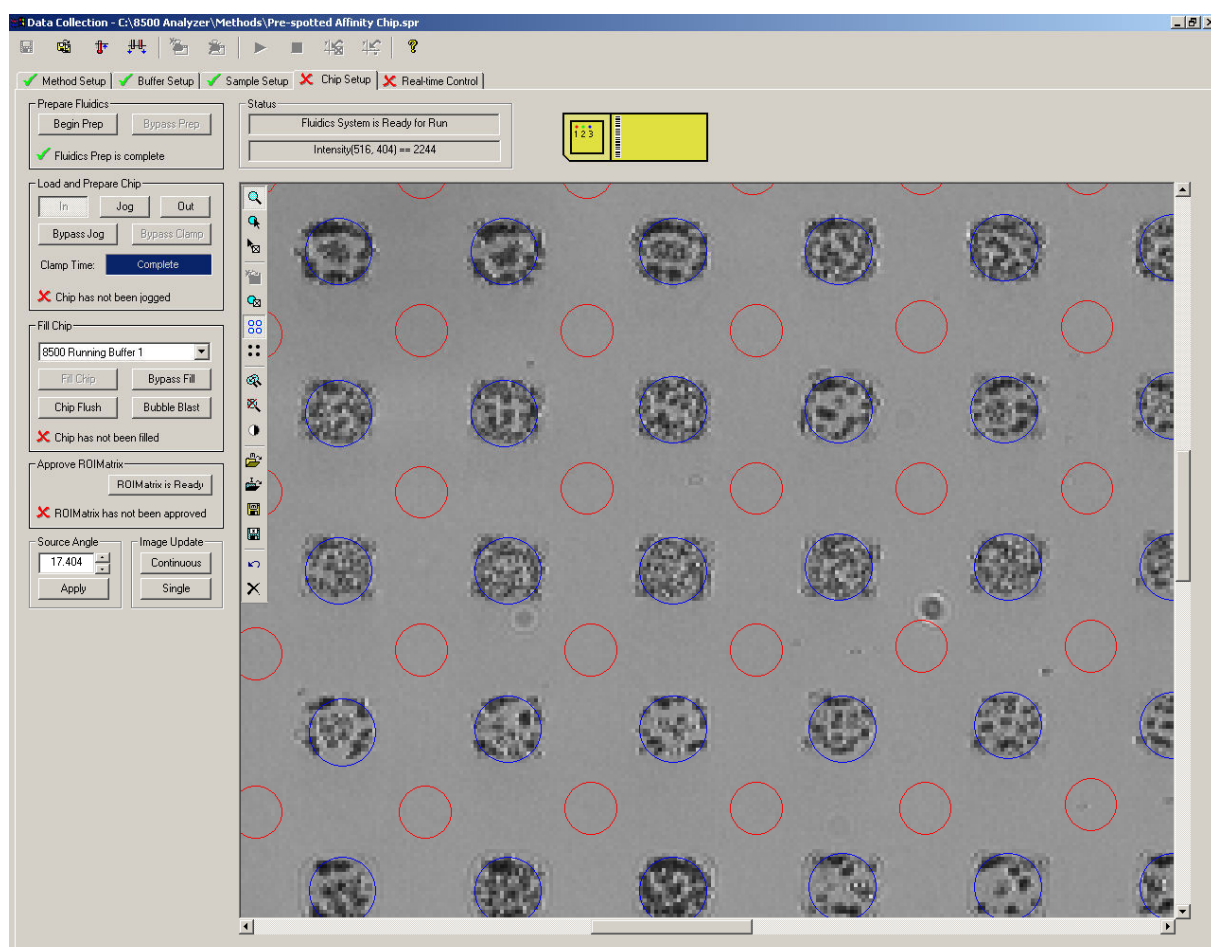 Data Collection - C:\8500 Analyzer\Methods\Pre-spotted Affinity Chip.spr
Method Setup
Buffer Setup
Sample Setup
Chip Setup
Real-time Control
Prepare Fluidics
Begin Prep
Bypass Prep
Fluidics Prep is complete
Status
Fluidics System is Ready for Run
Intensity(516, 404) == 2244
1 2 3
Load and Prepare Chip
In
Jog
Out
Bypass Jog
Bypass Clamp
Clamp Time:
Complete
Chip has not been jogged
Fill Chip
8500 Running Buffer 1
Fill Chip
Bypass Fill
Chip Flush
Bubble Blast
Chip has not been filled
Approve ROIMatrix
ROIMatrix is Ready
ROIMatrix has not been approved
Source Angle
17.404
Apply
Image Update
Continuous
Single